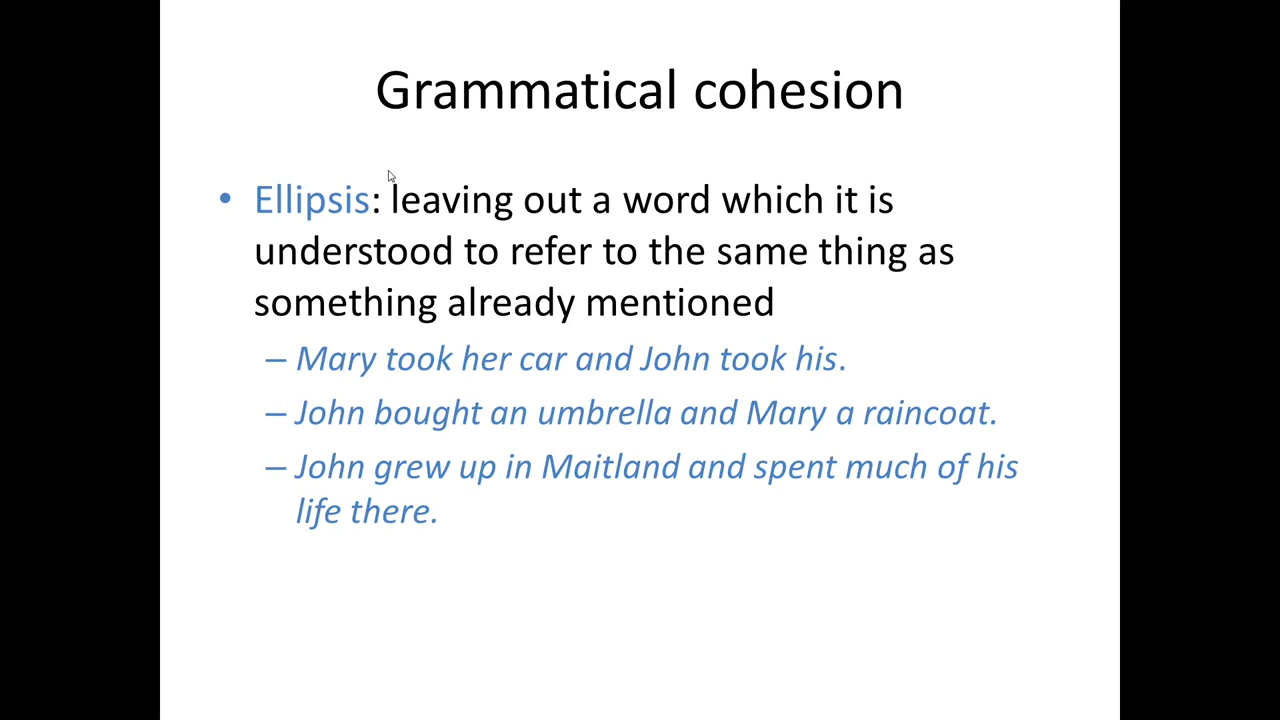 Grammatical cohesion
• Ellipsis: leaving out a word which it is
understood to refer to the same thing as
something already mentioned
– Mary took her car and John took his.
– John bought an umbrella and Mary a raincoat.
– John grew up in Maitland and spent much of his
life there.